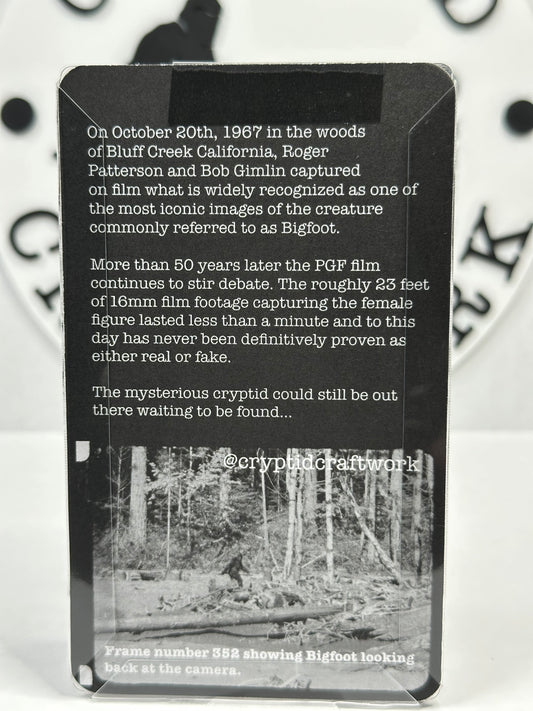 On October 20th, 1967 in the woods
of Bluff Creek California, Roger
Patterson and Bob Gimlin captured
on film what is widely recognized as one of
the most iconic images of the creature
commonly referred to as Bigfoot.
More than 50 years later the PGF film
continues to stir debate. The roughly 23 feet
of 16mm film footage capturing the female
figure lasted less than a minute and to this
day has never been definitively proven as
either real or fake.
The mysterious cryptid could still be out
there waiting to be found...
@cryptidcraftwork
Frame number 352 showing Bigfoot looking
back at the camera.